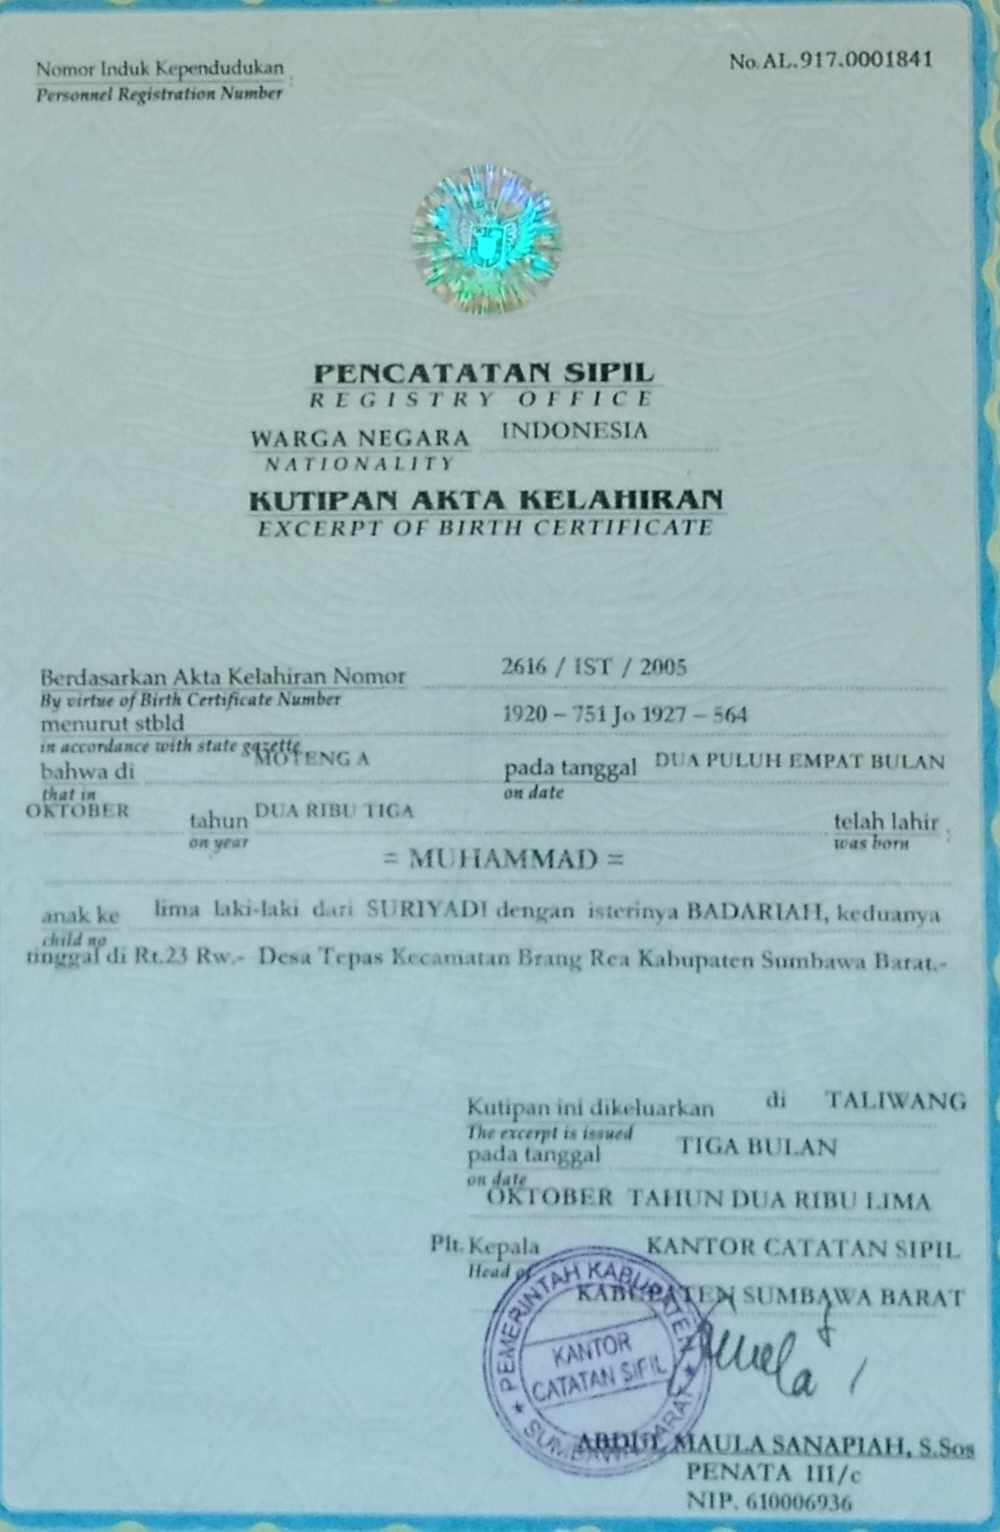 Nomor Induk Kependudukan :
No. AL.917.0001841
Personnel Registration Number
PENCATATAN SIPIL
REGISTRY OFFICE
WARGA NEGARA INDONESIA
NATIONALITY
KUTIPAN AKTA KELAHIRAN
EXCERPT OF BIRTH CERTIFICATE
Berdasarkan Akta Kelahiran Nomor 2616 / IST / 2005
By virtue of Birth Certificate Number
menurut stbld 1920 – 751 Jo 1927 – 564
in accordance with state gazette
bahwa di MOTENG A pada tanggal DUA PULUH EMPAT BULAN
that in on date
OKTOBER tahun DUA RIBU TIGA telah lahir :
on year was born
= MUHAMMAD =
anak ke lima laki-laki dari SURIYADI dengan isterinya BADARIAH, keduanya
child no
tinggal di Rt.23 Rw.- Desa Tepas Kecamatan Brang Rea Kabupaten Sumbawa Barat.-
Kutipan ini dikeluarkan di TALIWANG
The excerpt is issued
pada tanggal TIGA BULAN
on date
OKTOBER TAHUN DUA RIBU LIMA
Plt. Kepala KANTOR CATATAN SIPIL
Head of
KABUPATEN SUMBAWA BARAT
PEMERINTAH KABUPATEN
KANTOR
CATATAN SIPIL
SUMBAWA BARAT
ABDUL MAULA SANAPIAH, S.Sos
PENATA III/c
NIP. 610006936